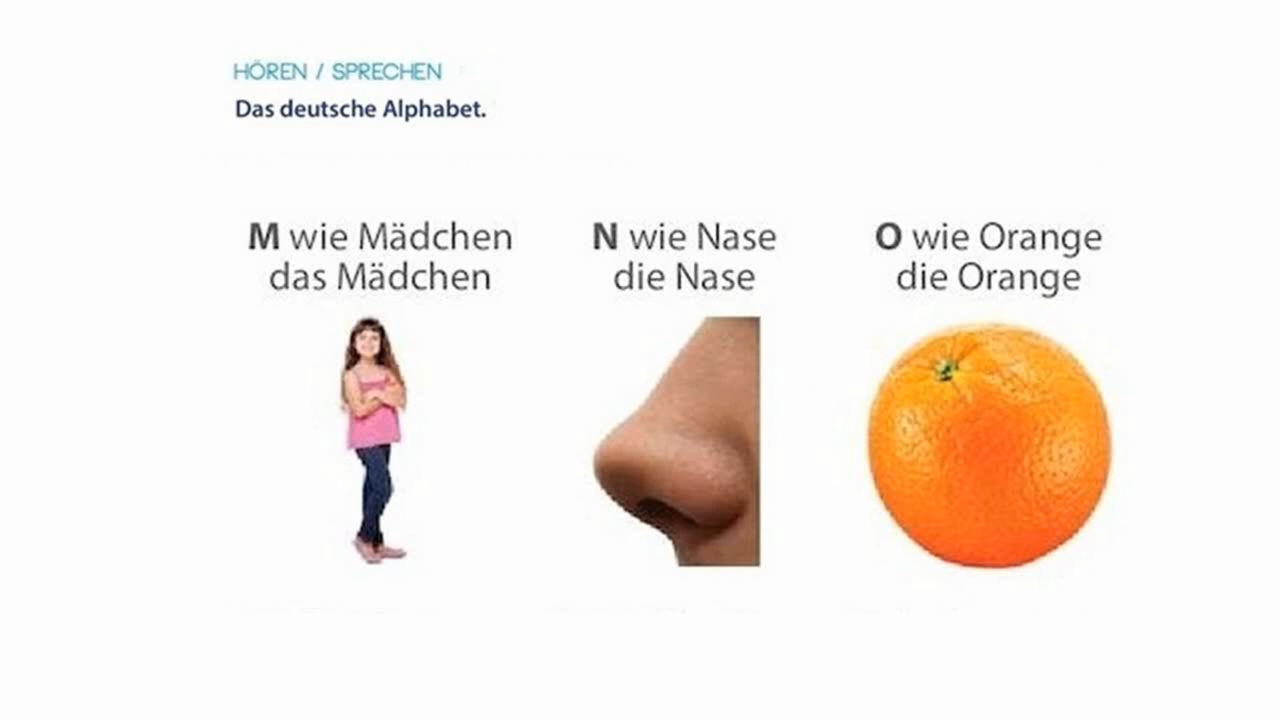 HÖREN / SPRECHEN
Das deutsche Alphabet.
M wie Mädchen
das Mädchen
N wie Nase
die Nase
O wie Orange
die Orange